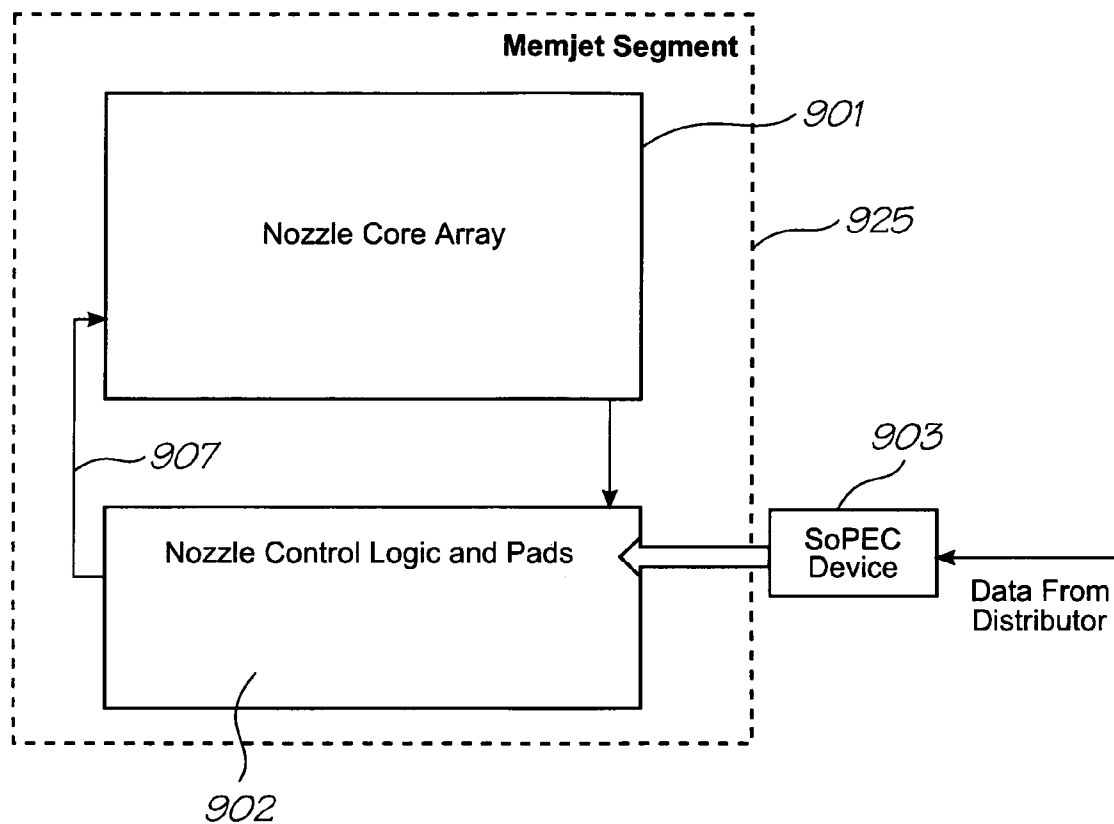 Memjet Segment
901
Nozzle Core Array
925
907
903
Nozzle Control Logic and Pads
SoPEC
Device
Data From
Distributor
902